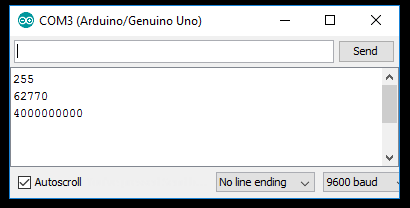 COM3 (Arduino/Genuino Uno)
Send
255
62770
4000000000
Autoscroll
No line ending
9600 baud